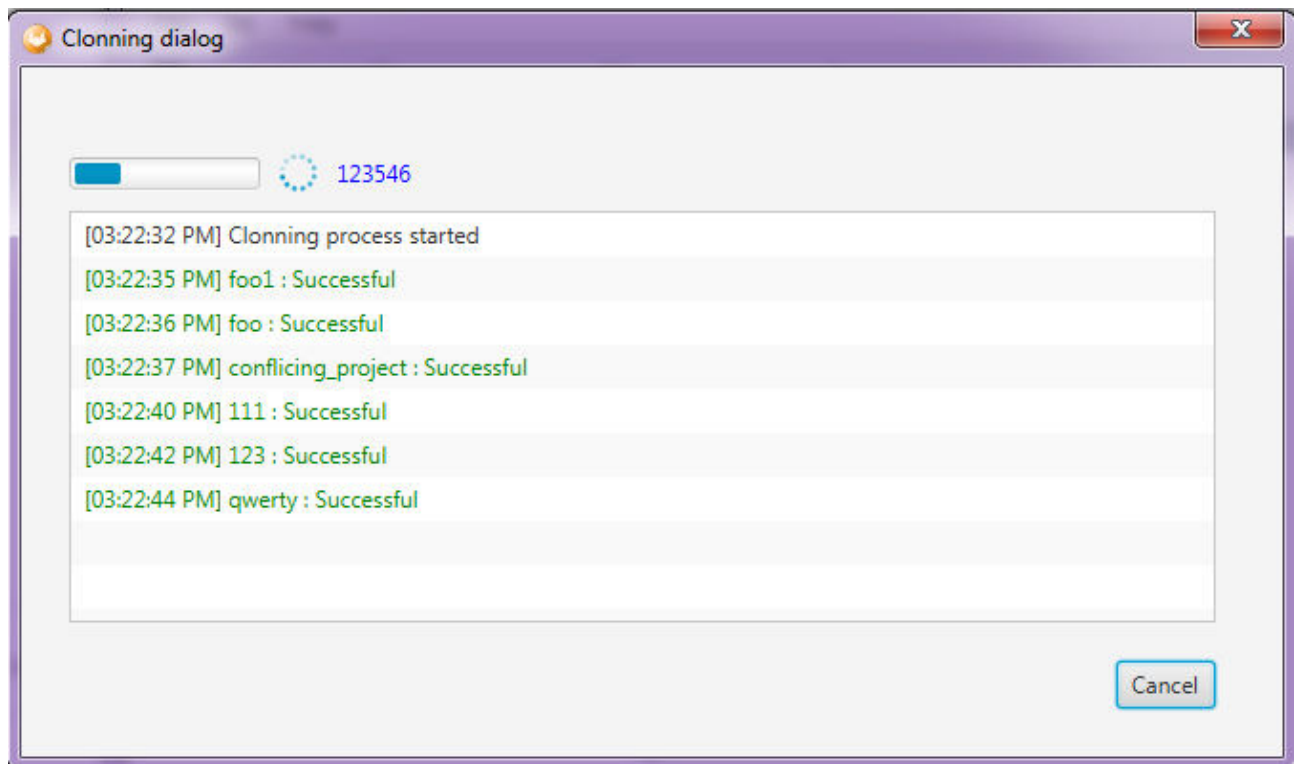 Clonning dialog
123546
[03:22:32 PM] Clonning process started
[03:22:35 PM] foo1 : Successful
[03:22:36 PM] foo : Successful
[03:22:37 PM] conflicing_project : Successful
[03:22:40 PM] 111 : Successful
[03:22:42 PM] 123 : Successful
[03:22:44 PM] qwerty : Successful
Cancel